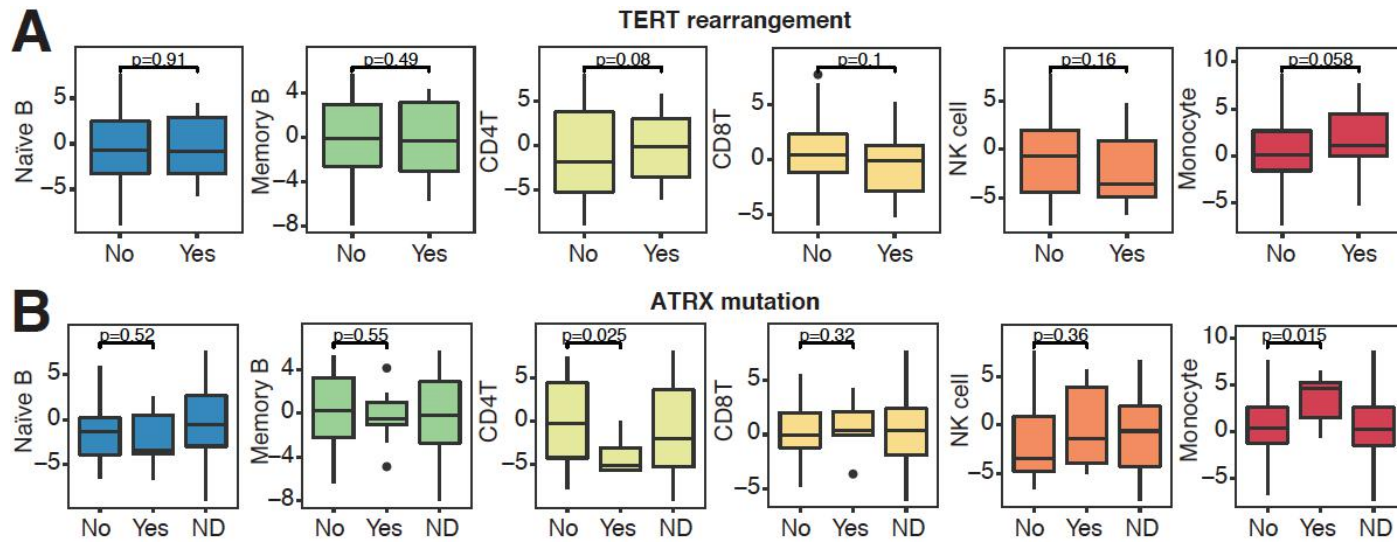 A
TERT rearrangement
Naïve B
5
0
−5
p=0.91
No Yes
Memory B
4
0
−4
−8
p=0.49
No Yes
CD4T
5
0
−5
p=0.08
No Yes
CD8T
5
0
−5
p=0.1
No Yes
NK cell
5
0
−5
p=0.16
No Yes
Monocyte
10
5
0
−5
p=0.058
No Yes
B
ATRX mutation
Naïve B
5
0
−5
p=0.52
No Yes ND
Memory B
4
0
−4
−8
p=0.55
No Yes ND
CD4T
5
0
−5
p=0.025
No Yes ND
CD8T
5
0
−5
p=0.32
No Yes ND
NK cell
5
0
−5
p=0.36
No Yes ND
Monocyte
10
5
0
−5
p=0.015
No Yes ND